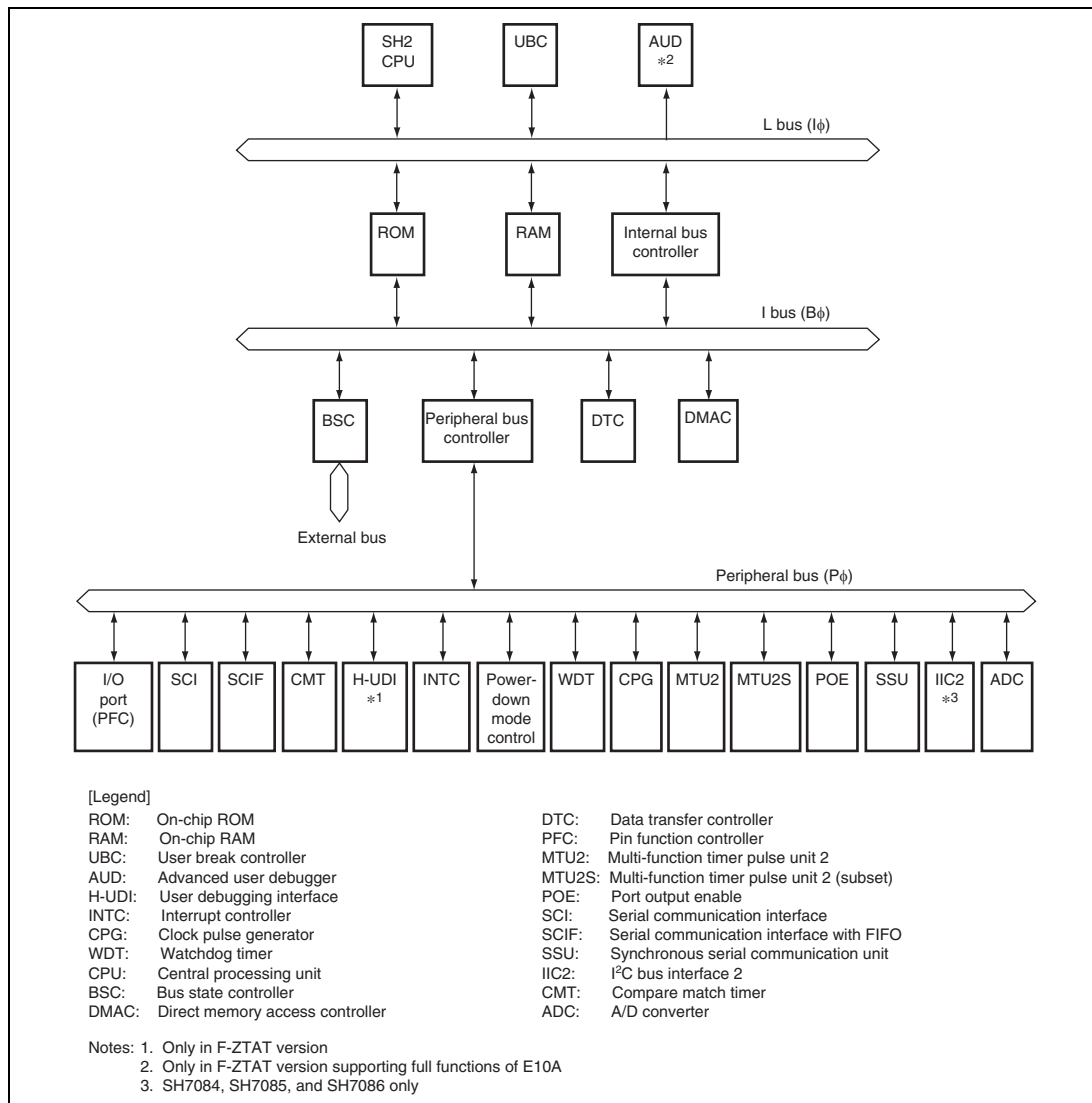 SH2
CPU
UBC
AUD
*2
L bus (Iϕ)
ROM
RAM
Internal bus
controller
I bus (Bϕ)
BSC
Peripheral bus
controller
DTC
DMAC
External bus
Peripheral bus (Pϕ)
I/O
port
(PFC)
SCI
SCIF
CMT
H-UDI
*1
INTC
Power-
down
mode
control
WDT
CPG
MTU2
MTU2S
POE
SSU
IIC2
*3
ADC
[Legend]
ROM: On-chip ROM
RAM: On-chip RAM
UBC: User break controller
AUD: Advanced user debugger
H-UDI: User debugging interface
INTC: Interrupt controller
CPG: Clock pulse generator
WDT: Watchdog timer
CPU: Central processing unit
BSC: Bus state controller
DMAC: Direct memory access controller
DTC: Data transfer controller
PFC: Pin function controller
MTU2: Multi-function timer pulse unit 2
MTU2S: Multi-function timer pulse unit 2 (subset)
POE: Port output enable
SCI: Serial communication interface
SCIF: Serial communication interface with FIFO
SSU: Synchronous serial communication unit
IIC2: I²C bus interface 2
CMT: Compare match timer
ADC: A/D converter
Notes: 1. Only in F-ZTAT version
2. Only in F-ZTAT version supporting full functions of E10A
3. SH7084, SH7085, and SH7086 only